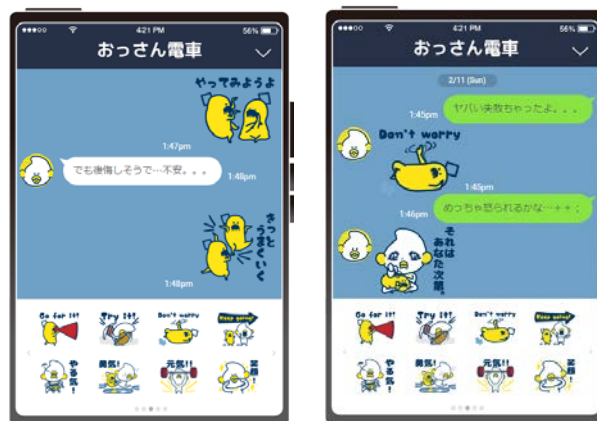 4:21 PM
56%
おっさん電車
やってみようよ
1:47pm
でも後悔しそうで…不安。。。
1:48pm
きっと
うまくいく
1:48pm
Go for it!
Try It!
Don't worry
Keep going!
やる気!
勇気!
元気!!
笑顔!
4:21 PM
56%
おっさん電車
2/11 (Sun)
ヤバい失敗ちゃったよ。。。
1:45pm
Don't worry
1:45pm
めっちゃ怒られるかな…++;
1:46pm
それは
あなた次第。
Go for it!
Try It!
Don't worry
Keep going!
やる気!
勇気!
元気!!
笑顔!